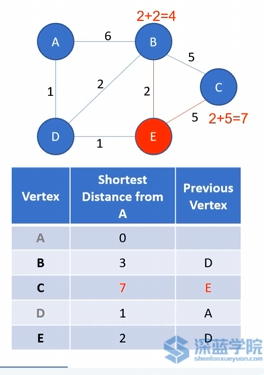 2+2=4
A
6
B
5
1
2
2
C
5
2+5=7
D
1
E
Vertex
Shortest Distance from A
Previous Vertex
A 0
B 3 D
C 7 E
D 1 A
E 2 D
深蓝学院
shenlanxueyuan.com